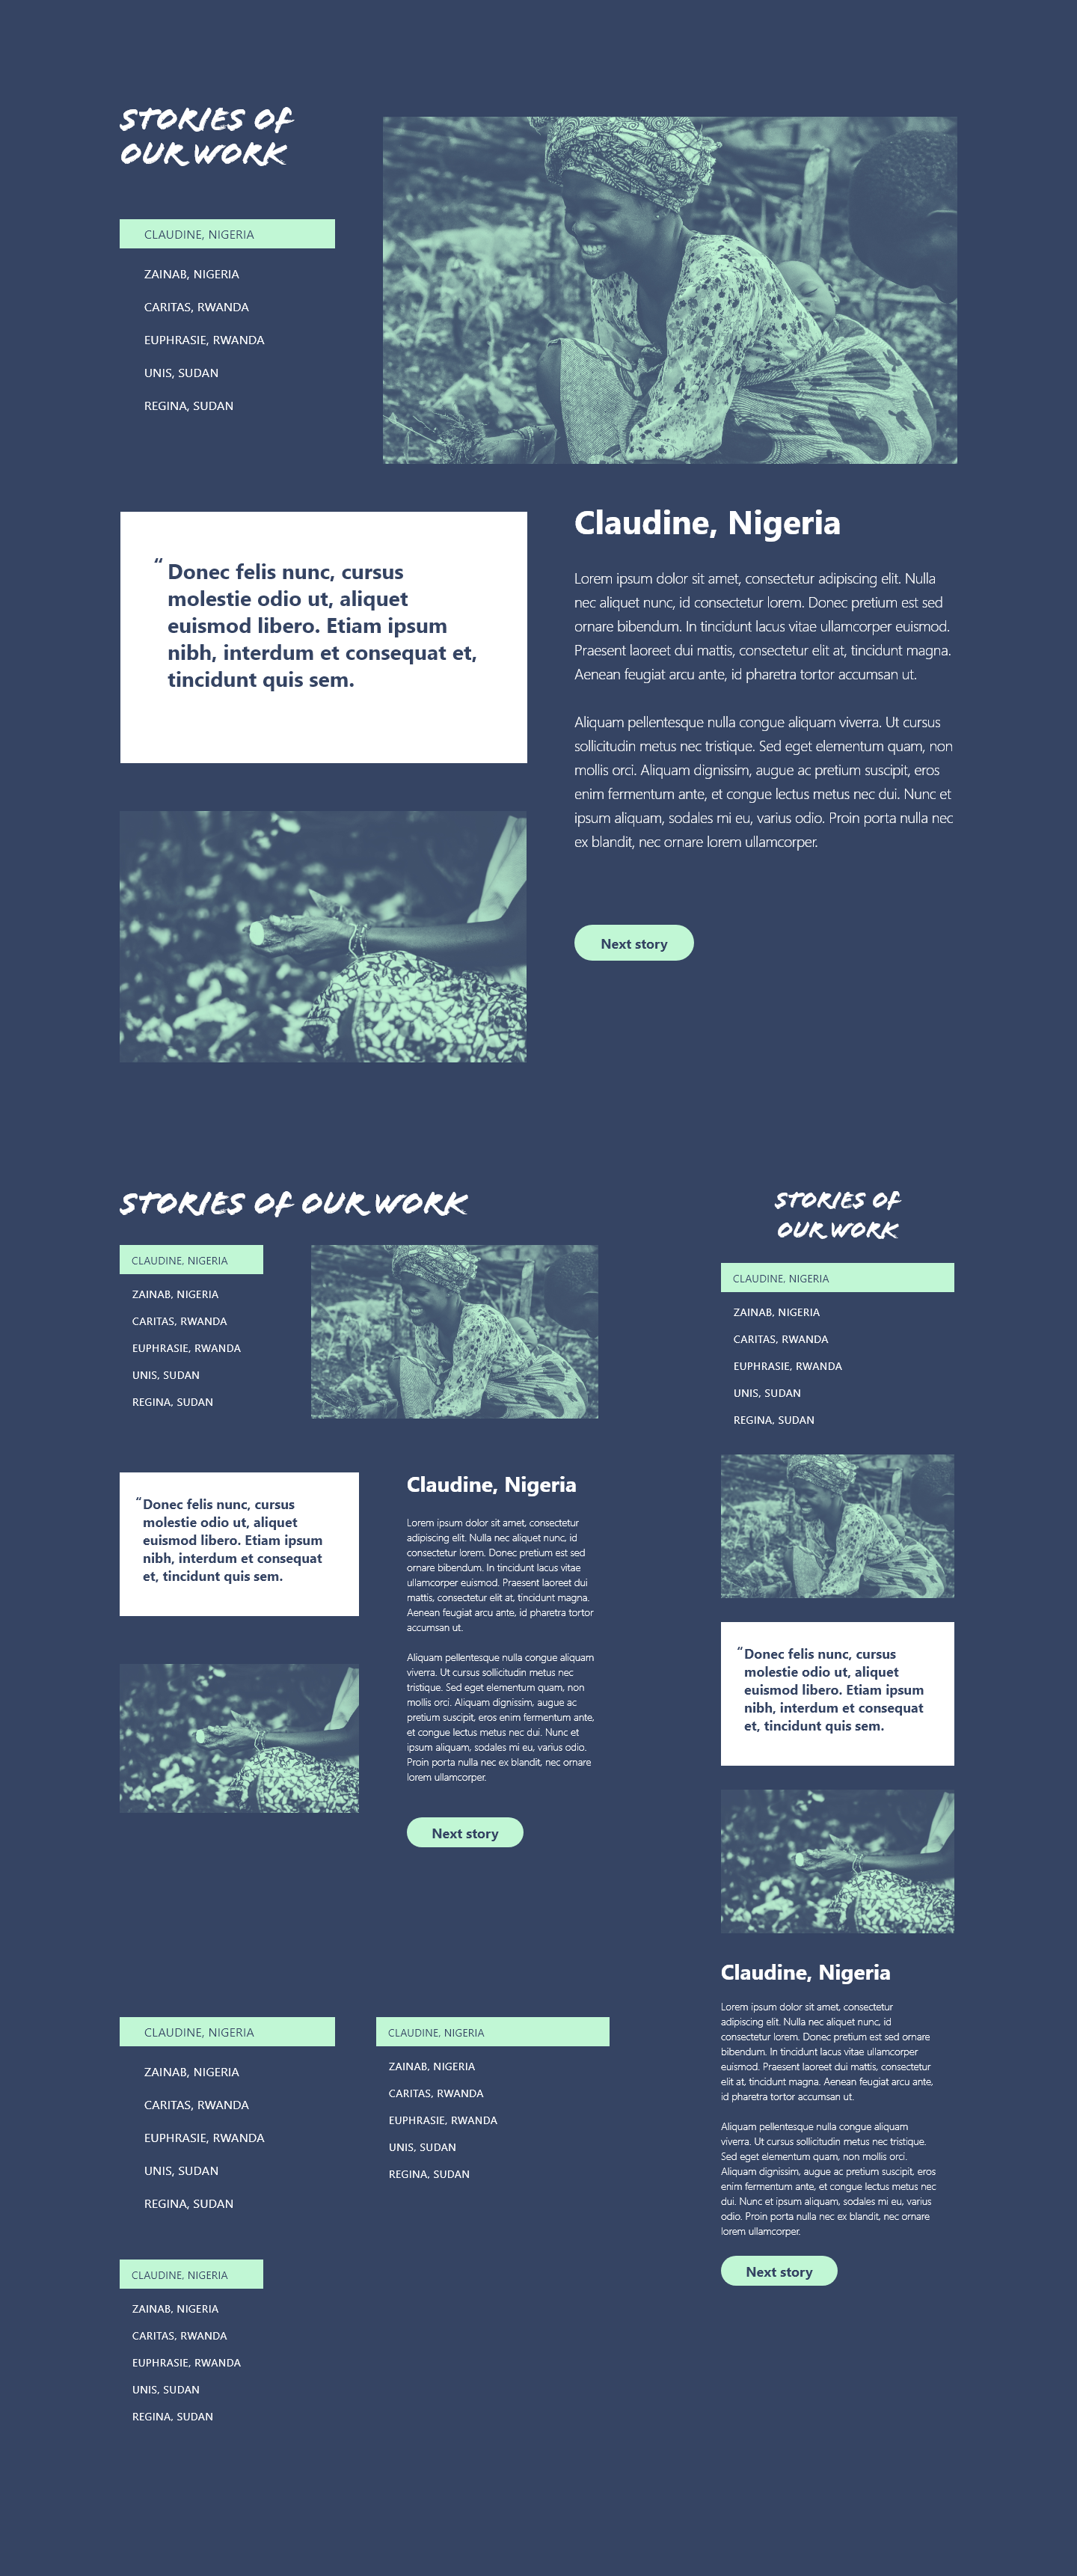 STORIES OF
OUR WORK
CLAUDINE, NIGERIA
ZAINAB, NIGERIA
CARITAS, RWANDA
EUPHRASIE, RWANDA
UNIS, SUDAN
REGINA, SUDAN
“ Donec felis nunc, cursus
molestie odio ut, aliquet
euismod libero. Etiam ipsum
nibh, interdum et consequat et,
tincidunt quis sem.
Claudine, Nigeria
Lorem ipsum dolor sit amet, consectetur adipiscing elit. Nulla
nec aliquet nunc, id consectetur lorem. Donec pretium est sed
ornare bibendum. In tincidunt lacus vitae ullamcorper euismod.
Praesent laoreet dui mattis, consectetur elit at, tincidunt magna.
Aenean feugiat arcu ante, id pharetra tortor accumsan ut.
Aliquam pellentesque nulla congue aliquam viverra. Ut cursus
sollicitudin metus nec tristique. Sed eget elementum quam, non
mollis orci. Aliquam dignissim, augue ac pretium suscipit, eros
enim fermentum ante, et congue lectus metus nec dui. Nunc et
ipsum aliquam, sodales mi eu, varius odio. Proin porta nulla nec
ex blandit, nec ornare lorem ullamcorper.
Next story
STORIES OF OUR WORK
CLAUDINE, NIGERIA
ZAINAB, NIGERIA
CARITAS, RWANDA
EUPHRASIE, RWANDA
UNIS, SUDAN
REGINA, SUDAN
“ Donec felis nunc, cursus
molestie odio ut, aliquet
euismod libero. Etiam ipsum
nibh, interdum et consequat
et, tincidunt quis sem.
Claudine, Nigeria
Lorem ipsum dolor sit amet, consectetur
adipiscing elit. Nulla nec aliquet nunc, id
consectetur lorem. Donec pretium est sed
ornare bibendum. In tincidunt lacus vitae
ullamcorper euismod. Praesent laoreet dui
mattis, consectetur elit at, tincidunt magna.
Aenean feugiat arcu ante, id pharetra tortor
accumsan ut.
Aliquam pellentesque nulla congue aliquam
viverra. Ut cursus sollicitudin metus nec
tristique. Sed eget elementum quam, non
mollis orci. Aliquam dignissim, augue ac
pretium suscipit, eros enim fermentum ante,
et congue lectus metus nec dui. Nunc et
ipsum aliquam, sodales mi eu, varius odio.
Proin porta nulla nec ex blandit, nec ornare
lorem ullamcorper.
Next story
STORIES OF
OUR WORK
CLAUDINE, NIGERIA
ZAINAB, NIGERIA
CARITAS, RWANDA
EUPHRASIE, RWANDA
UNIS, SUDAN
REGINA, SUDAN
“ Donec felis nunc, cursus
molestie odio ut, aliquet
euismod libero. Etiam ipsum
nibh, interdum et consequat
et, tincidunt quis sem.
Claudine, Nigeria
Lorem ipsum dolor sit amet, consectetur
adipiscing elit. Nulla nec aliquet nunc, id
consectetur lorem. Donec pretium est sed ornare
bibendum. In tincidunt lacus vitae ullamcorper
euismod. Praesent laoreet dui mattis, consectetur
elit at, tincidunt magna. Aenean feugiat arcu ante,
id pharetra tortor accumsan ut.
Aliquam pellentesque nulla congue aliquam
viverra. Ut cursus sollicitudin metus nec tristique.
Sed eget elementum quam, non mollis orci.
Aliquam dignissim, augue ac pretium suscipit, eros
enim fermentum ante, et congue lectus metus nec
dui. Nunc et ipsum aliquam, sodales mi eu, varius
odio. Proin porta nulla nec ex blandit, nec ornare
lorem ullamcorper.
Next story
CLAUDINE, NIGERIA
ZAINAB, NIGERIA
CARITAS, RWANDA
EUPHRASIE, RWANDA
UNIS, SUDAN
REGINA, SUDAN
CLAUDINE, NIGERIA
ZAINAB, NIGERIA
CARITAS, RWANDA
EUPHRASIE, RWANDA
UNIS, SUDAN
REGINA, SUDAN
CLAUDINE, NIGERIA
ZAINAB, NIGERIA
CARITAS, RWANDA
EUPHRASIE, RWANDA
UNIS, SUDAN
REGINA, SUDAN